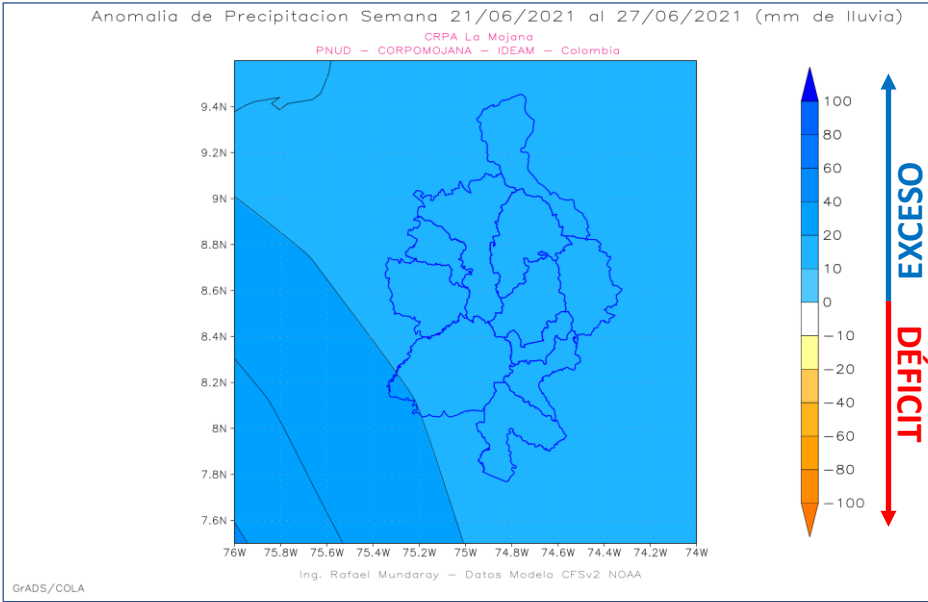 Anomalia de Precipitacion Semana 21/06/2021 al 27/06/2021 (mm de lluvia)
CRPA La Mojana
PNUD – CORPOMOJANA – IDEAM – Colombia
9.4N
9.2N
9N
8.8N
8.6N
8.4N
8.2N
8N
7.8N
7.6N
76W 75.8W 75.6W 75.4W 75.2W 75W 74.8W 74.6W 74.4W 74.2W 74W
100
80
60
40
20
10
0
−10
−20
−40
−60
−80
−100
EXCESO
DÉFICIT
Ing. Rafael Mundaray – Datos Modelo CFSv2 NOAA
GrADS/COLA